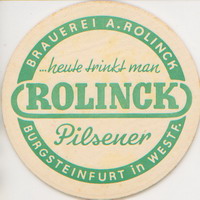 BRAUEREI A. ROLINCK
...heute trinkt man
ROLINCK
Pilsener
BURGSTEINFURT in WESTF.